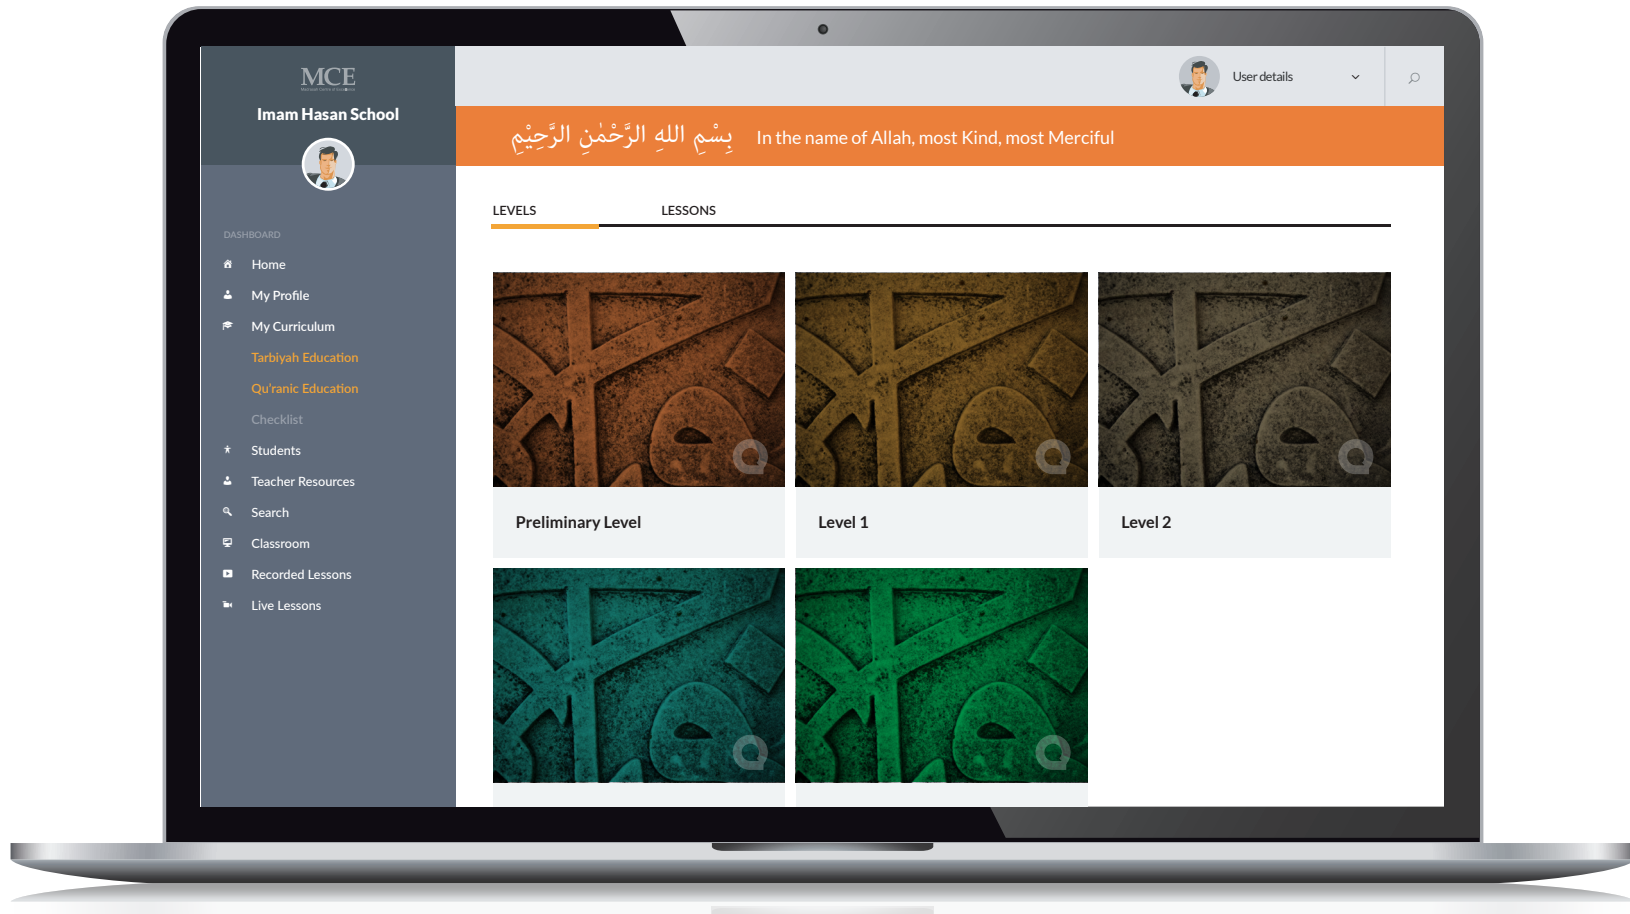 MCE
Imam Hasan School
User details
بِسْمِ اللهِ الرَّحْمٰنِ الرَّحِيْمِ In the name of Allah, most Kind, most Merciful
LEVELS LESSONS
DASHBOARD
Home
My Profile
My Curriculum
Tarbiyah Education
Qu'ranic Education
Checklist
Students
Teacher Resources
Search
Classroom
Recorded Lessons
Live Lessons
Preliminary Level
Level 1
Level 2